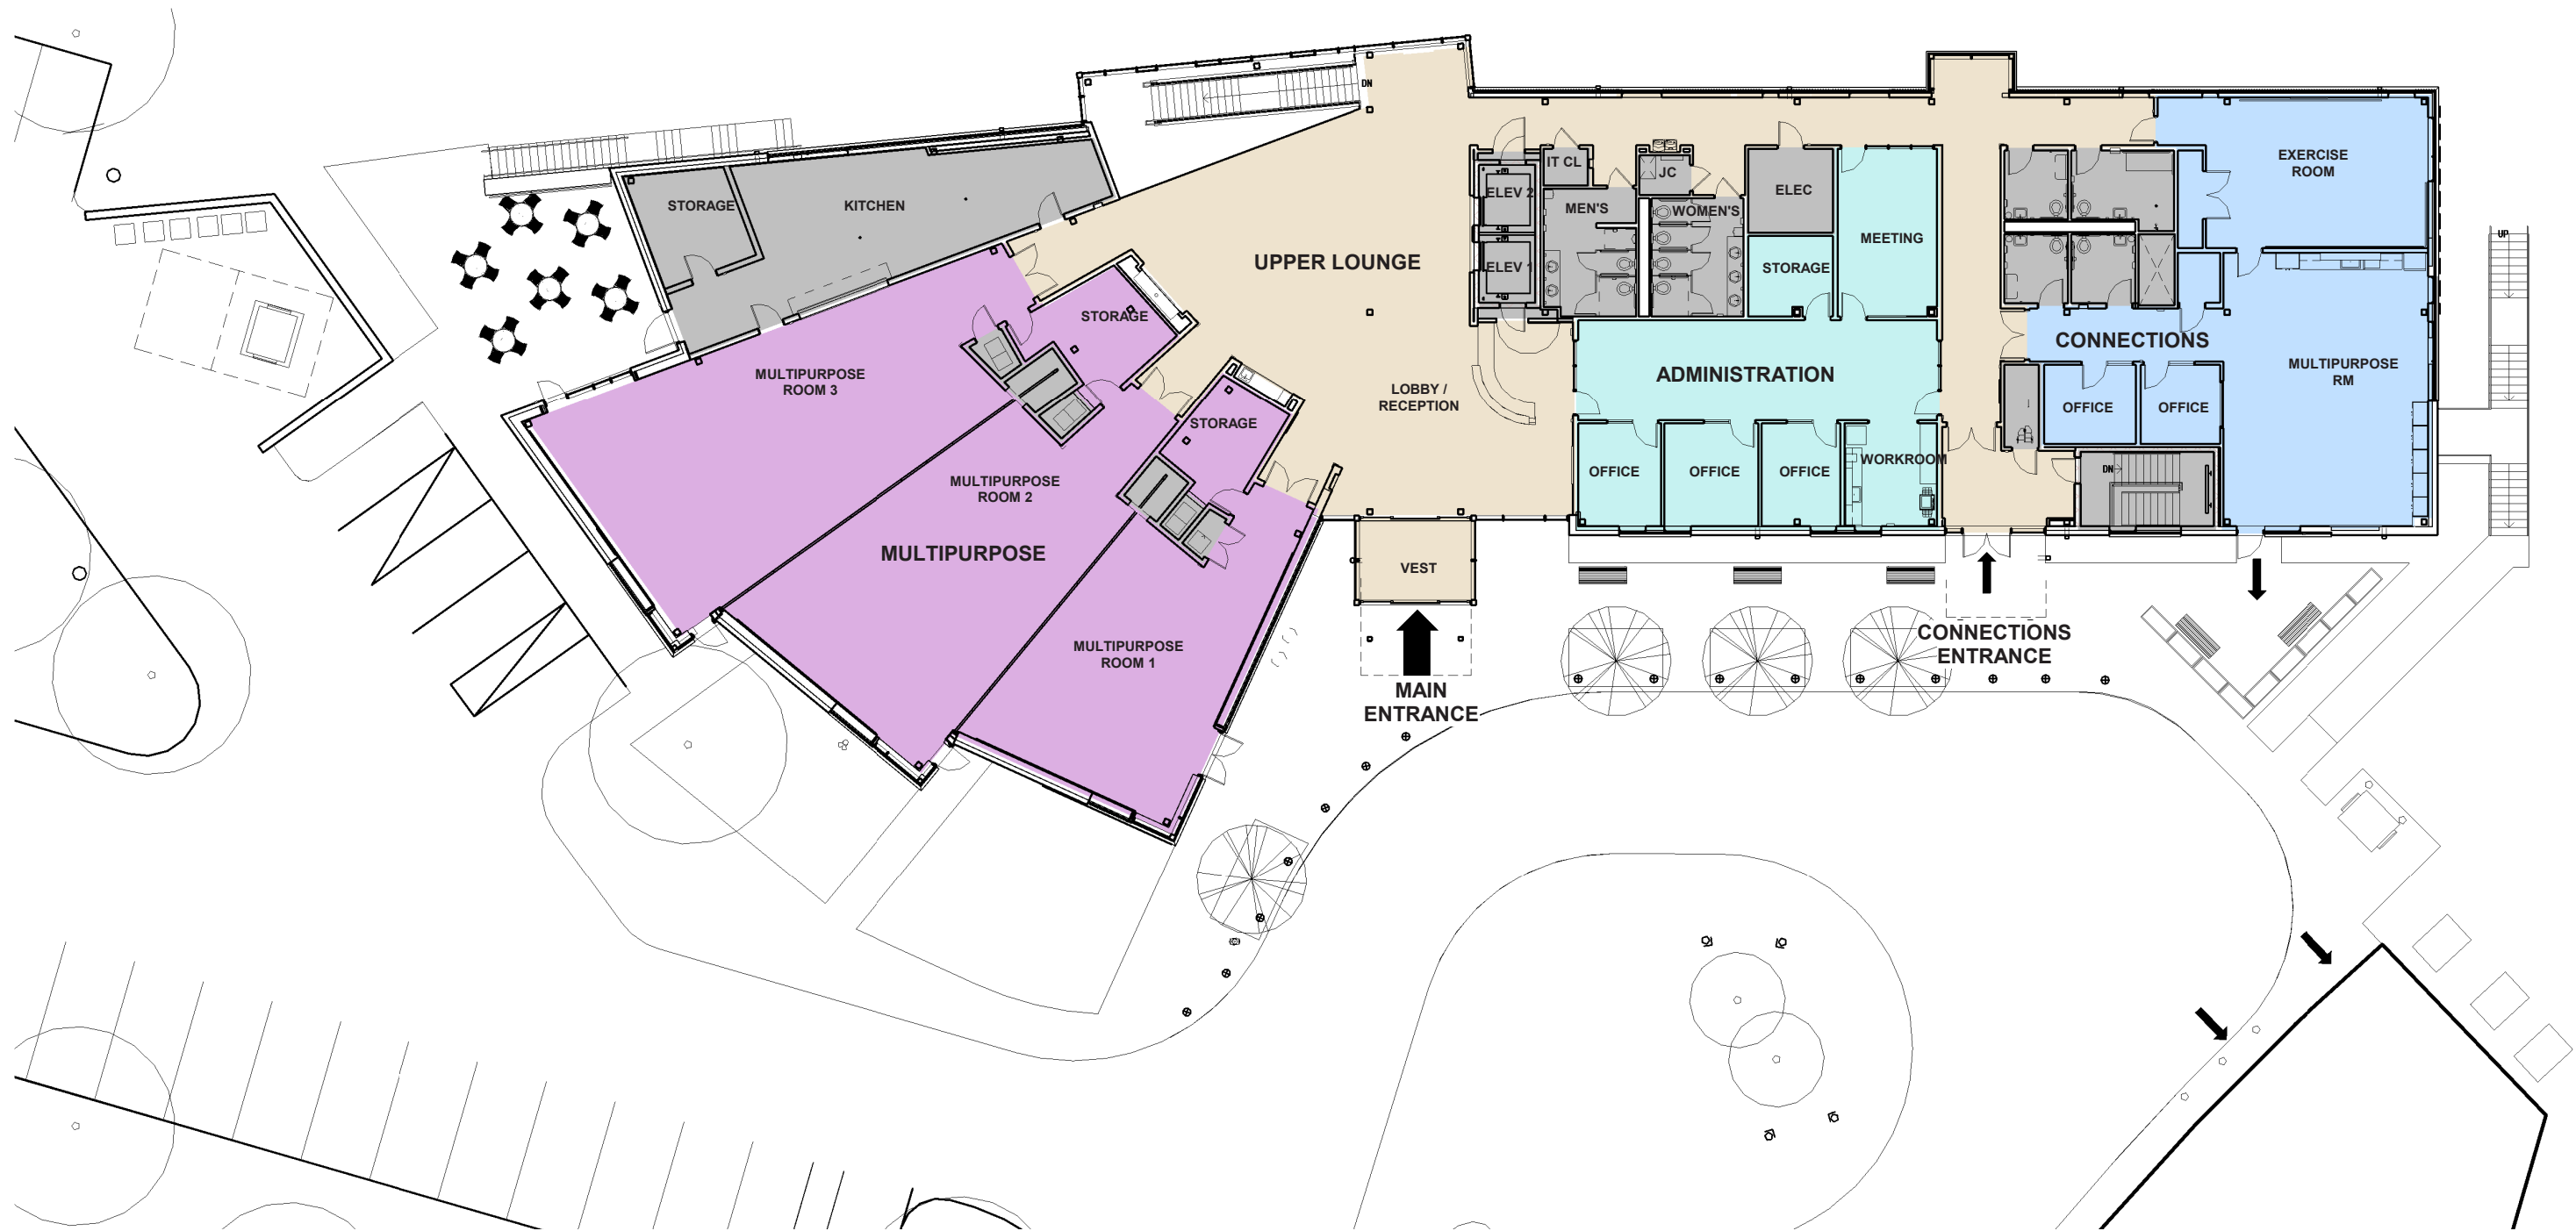 DN
IT CL
JC
ELEC
EXERCISE
ROOM
ELEV 2
STORAGE
KITCHEN
MEN'S
WOMEN'S
MEETING
UP
UPPER LOUNGE
ELEV 1
STORAGE
STORAGE
CONNECTIONS
MULTIPURPOSE
ROOM 3
LOBBY /
RECEPTION
ADMINISTRATION
MULTIPURPOSE
RM
OFFICE
OFFICE
STORAGE
MULTIPURPOSE
ROOM 2
OFFICE
OFFICE
OFFICE
WORKROOM
DN
MULTIPURPOSE
VEST
MULTIPURPOSE
ROOM 1
CONNECTIONS
ENTRANCE
MAIN
ENTRANCE